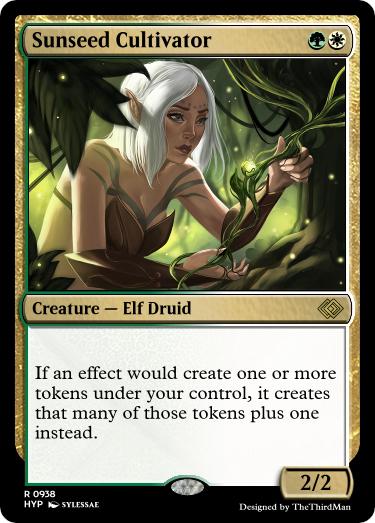 Sunseed Cultivator
Creature — Elf Druid
If an effect would create one or more
tokens under your control, it creates
that many of those tokens plus one
instead.
2/2
R 0938
HYP SYLESSAE
Designed by TheThirdMan